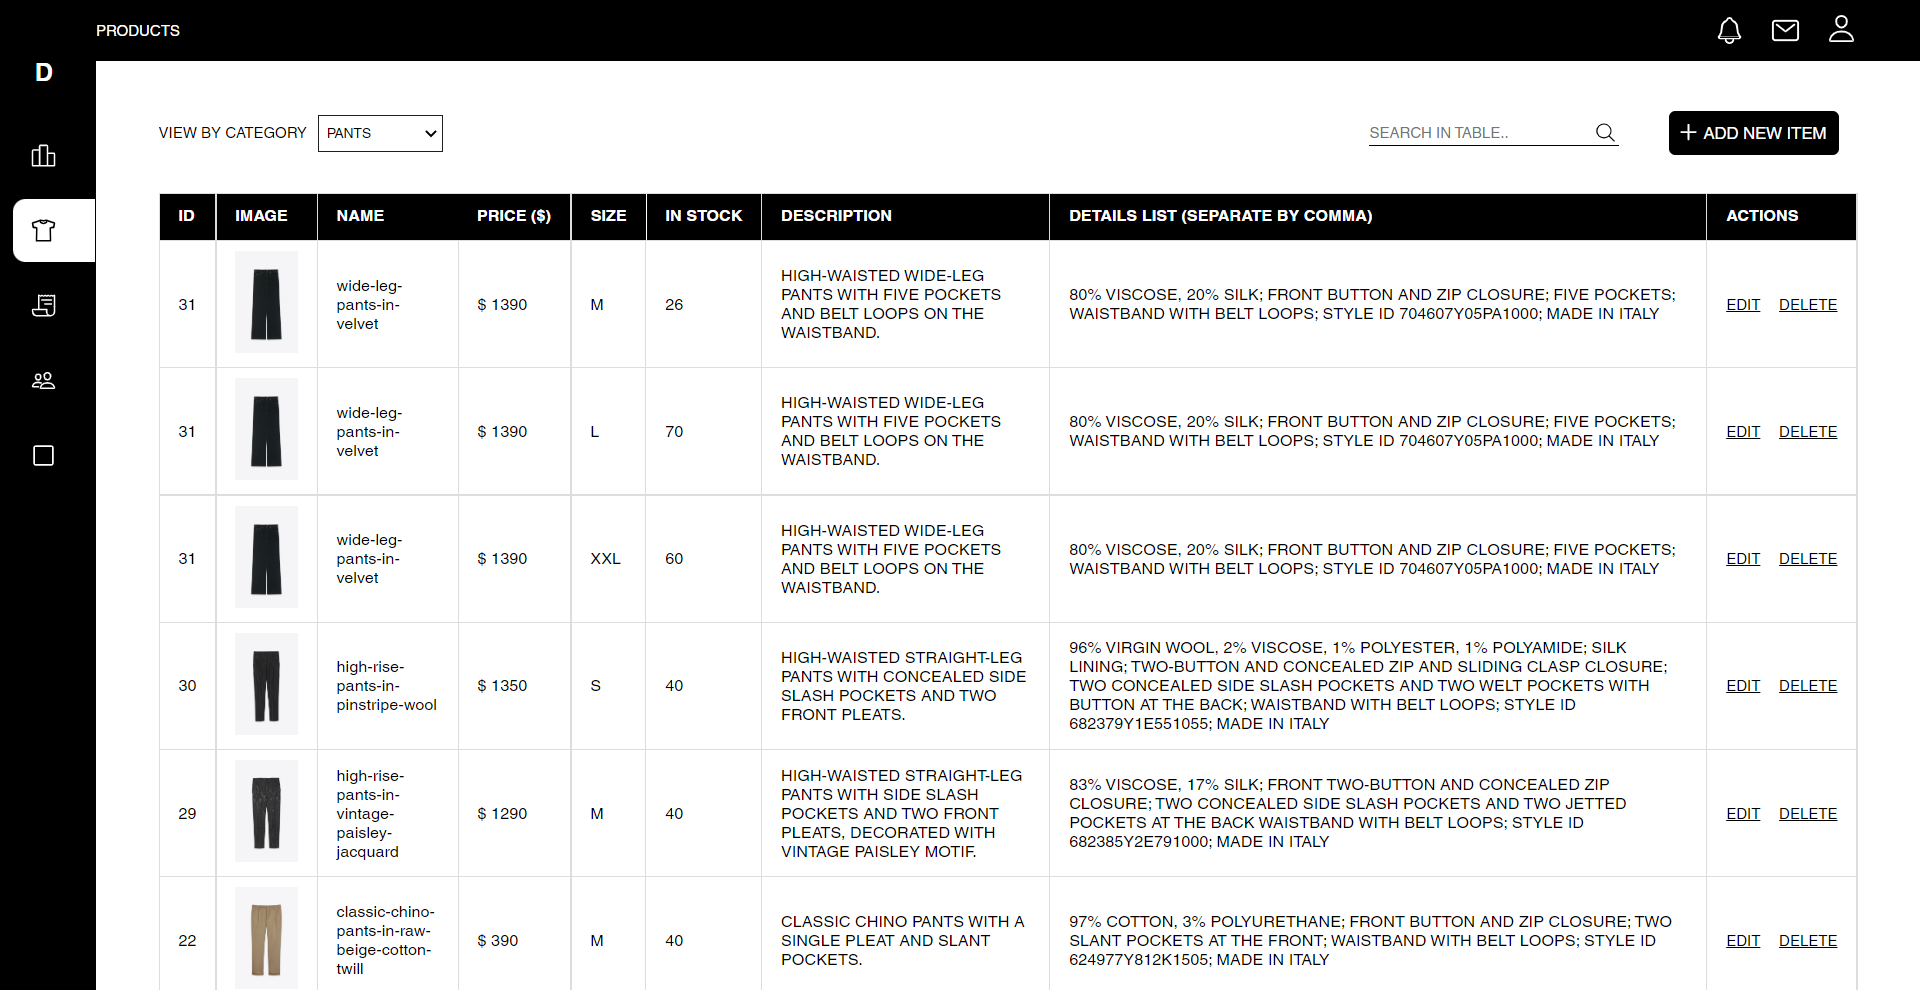 PRODUCTS
D
VIEW BY CATEGORY PANTS SEARCH IN TABLE.. + ADD NEW ITEM
ID IMAGE NAME PRICE ($) SIZE IN STOCK DESCRIPTION DETAILS LIST (SEPARATE BY COMMA) ACTIONS
31
wide-leg-
pants-in-
velvet
$ 1390
M
26
HIGH-WAISTED WIDE-LEG
PANTS WITH FIVE POCKETS
AND BELT LOOPS ON THE
WAISTBAND.
80% VISCOSE, 20% SILK; FRONT BUTTON AND ZIP CLOSURE; FIVE POCKETS;
WAISTBAND WITH BELT LOOPS; STYLE ID 704607Y05PA1000; MADE IN ITALY
EDIT DELETE
31
wide-leg-
pants-in-
velvet
$ 1390
L
70
HIGH-WAISTED WIDE-LEG
PANTS WITH FIVE POCKETS
AND BELT LOOPS ON THE
WAISTBAND.
80% VISCOSE, 20% SILK; FRONT BUTTON AND ZIP CLOSURE; FIVE POCKETS;
WAISTBAND WITH BELT LOOPS; STYLE ID 704607Y05PA1000; MADE IN ITALY
EDIT DELETE
31
wide-leg-
pants-in-
velvet
$ 1390
XXL
60
HIGH-WAISTED WIDE-LEG
PANTS WITH FIVE POCKETS
AND BELT LOOPS ON THE
WAISTBAND.
80% VISCOSE, 20% SILK; FRONT BUTTON AND ZIP CLOSURE; FIVE POCKETS;
WAISTBAND WITH BELT LOOPS; STYLE ID 704607Y05PA1000; MADE IN ITALY
EDIT DELETE
30
high-rise-
pants-in-
pinstripe-wool
$ 1350
S
40
HIGH-WAISTED STRAIGHT-LEG
PANTS WITH CONCEALED SIDE
SLASH POCKETS AND TWO
FRONT PLEATS.
96% VIRGIN WOOL, 2% VISCOSE, 1% POLYESTER, 1% POLYAMIDE; SILK
LINING; TWO-BUTTON AND CONCEALED ZIP AND SLIDING CLASP CLOSURE;
TWO CONCEALED SIDE SLASH POCKETS AND TWO WELT POCKETS WITH
BUTTON AT THE BACK; WAISTBAND WITH BELT LOOPS; STYLE ID
682379Y1E551055; MADE IN ITALY
EDIT DELETE
29
high-rise-
pants-in-
vintage-
paisley-
jacquard
$ 1290
M
40
HIGH-WAISTED STRAIGHT-LEG
PANTS WITH SIDE SLASH
POCKETS AND TWO FRONT
PLEATS, DECORATED WITH
VINTAGE PAISLEY MOTIF.
83% VISCOSE, 17% SILK; FRONT TWO-BUTTON AND CONCEALED ZIP
CLOSURE; TWO CONCEALED SIDE SLASH POCKETS AND TWO JETTED
POCKETS AT THE BACK WAISTBAND WITH BELT LOOPS; STYLE ID
682385Y2E791000; MADE IN ITALY
EDIT DELETE
22
classic-chino-
pants-in-raw-
beige-cotton-
twill
$ 390
M
40
CLASSIC CHINO PANTS WITH A
SINGLE PLEAT AND SLANT
POCKETS.
97% COTTON, 3% POLYURETHANE; FRONT BUTTON AND ZIP CLOSURE; TWO
SLANT POCKETS AT THE FRONT; WAISTBAND WITH BELT LOOPS; STYLE ID
624977Y812K1505; MADE IN ITALY
EDIT DELETE